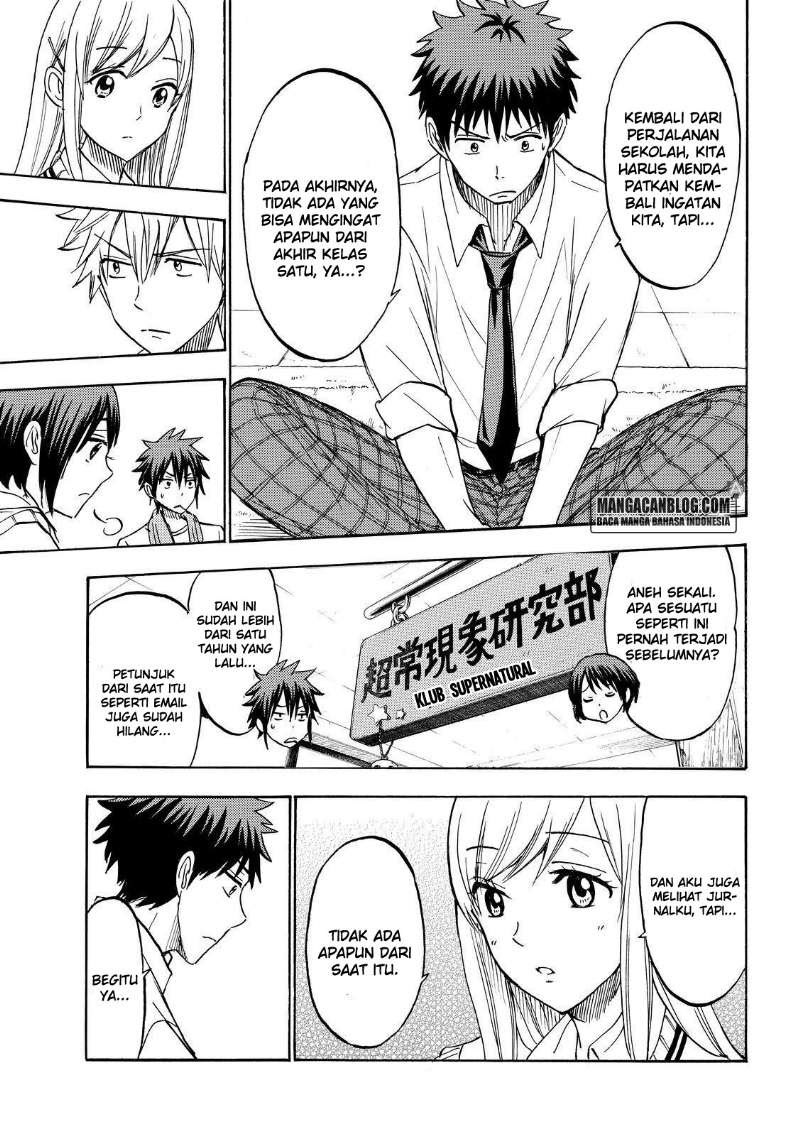 KEMBALI DARI
PERJALANAN
SEKOLAH, KITA
HARUS MENDA-
PATKAN KEM-
BALI INGATAN
KITA, TAPI...
PADA AKHIRNYA,
TIDAK ADA YANG
BISA MENGINGAT
APAPUN DARI
AKHIR KELAS
SATU, YA...?
MANGACANBLOG.COM
BACA MANGA BAHASA INDONESIA
ANEH SEKALI.
APA SESUATU
SEPERTI INI
PERNAH TERJADI
SEBELUMNYA?
超常現象研究部
KLUB SUPERNATURAL
DAN INI
SUDAH LEBIH
DARI SATU
TAHUN YANG
LALU...
PETUNJUK
DARI SAAT ITU
SEPERTI EMAIL
JUGA SUDAH
HILANG...
DAN AKU JUGA
MELIHAT JUR-
NALKU, TAPI...
TIDAK ADA
APAPUN DARI
SAAT ITU.
BEGITU
YA...